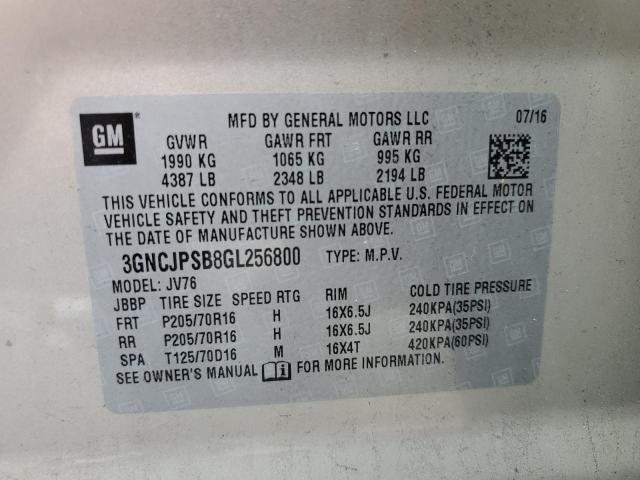 GM
MFD BY GENERAL MOTORS LLC 07/16
GVWR GAWR FRT GAWR RR
1990 KG 1065 KG 995 KG
4387 LB 2348 LB 2194 LB
THIS VEHICLE CONFORMS TO ALL APPLICABLE U.S. FEDERAL MOTOR
VEHICLE SAFETY AND THEFT PREVENTION STANDARDS IN EFFECT ON
THE DATE OF MANUFACTURE SHOWN ABOVE.
3GNCJPSB8GL256800 TYPE: M.P.V.
MODEL: JV76
JBBP TIRE SIZE SPEED RTG RIM COLD TIRE PRESSURE
FRT P205/70R16 H 16X6.5J 240KPA(35PSI)
RR P205/70R16 H 16X6.5J 240KPA(35PSI)
SPA T125/70D16 M 16X4T 420KPA(60PSI)
SEE OWNER'S MANUAL FOR MORE INFORMATION.